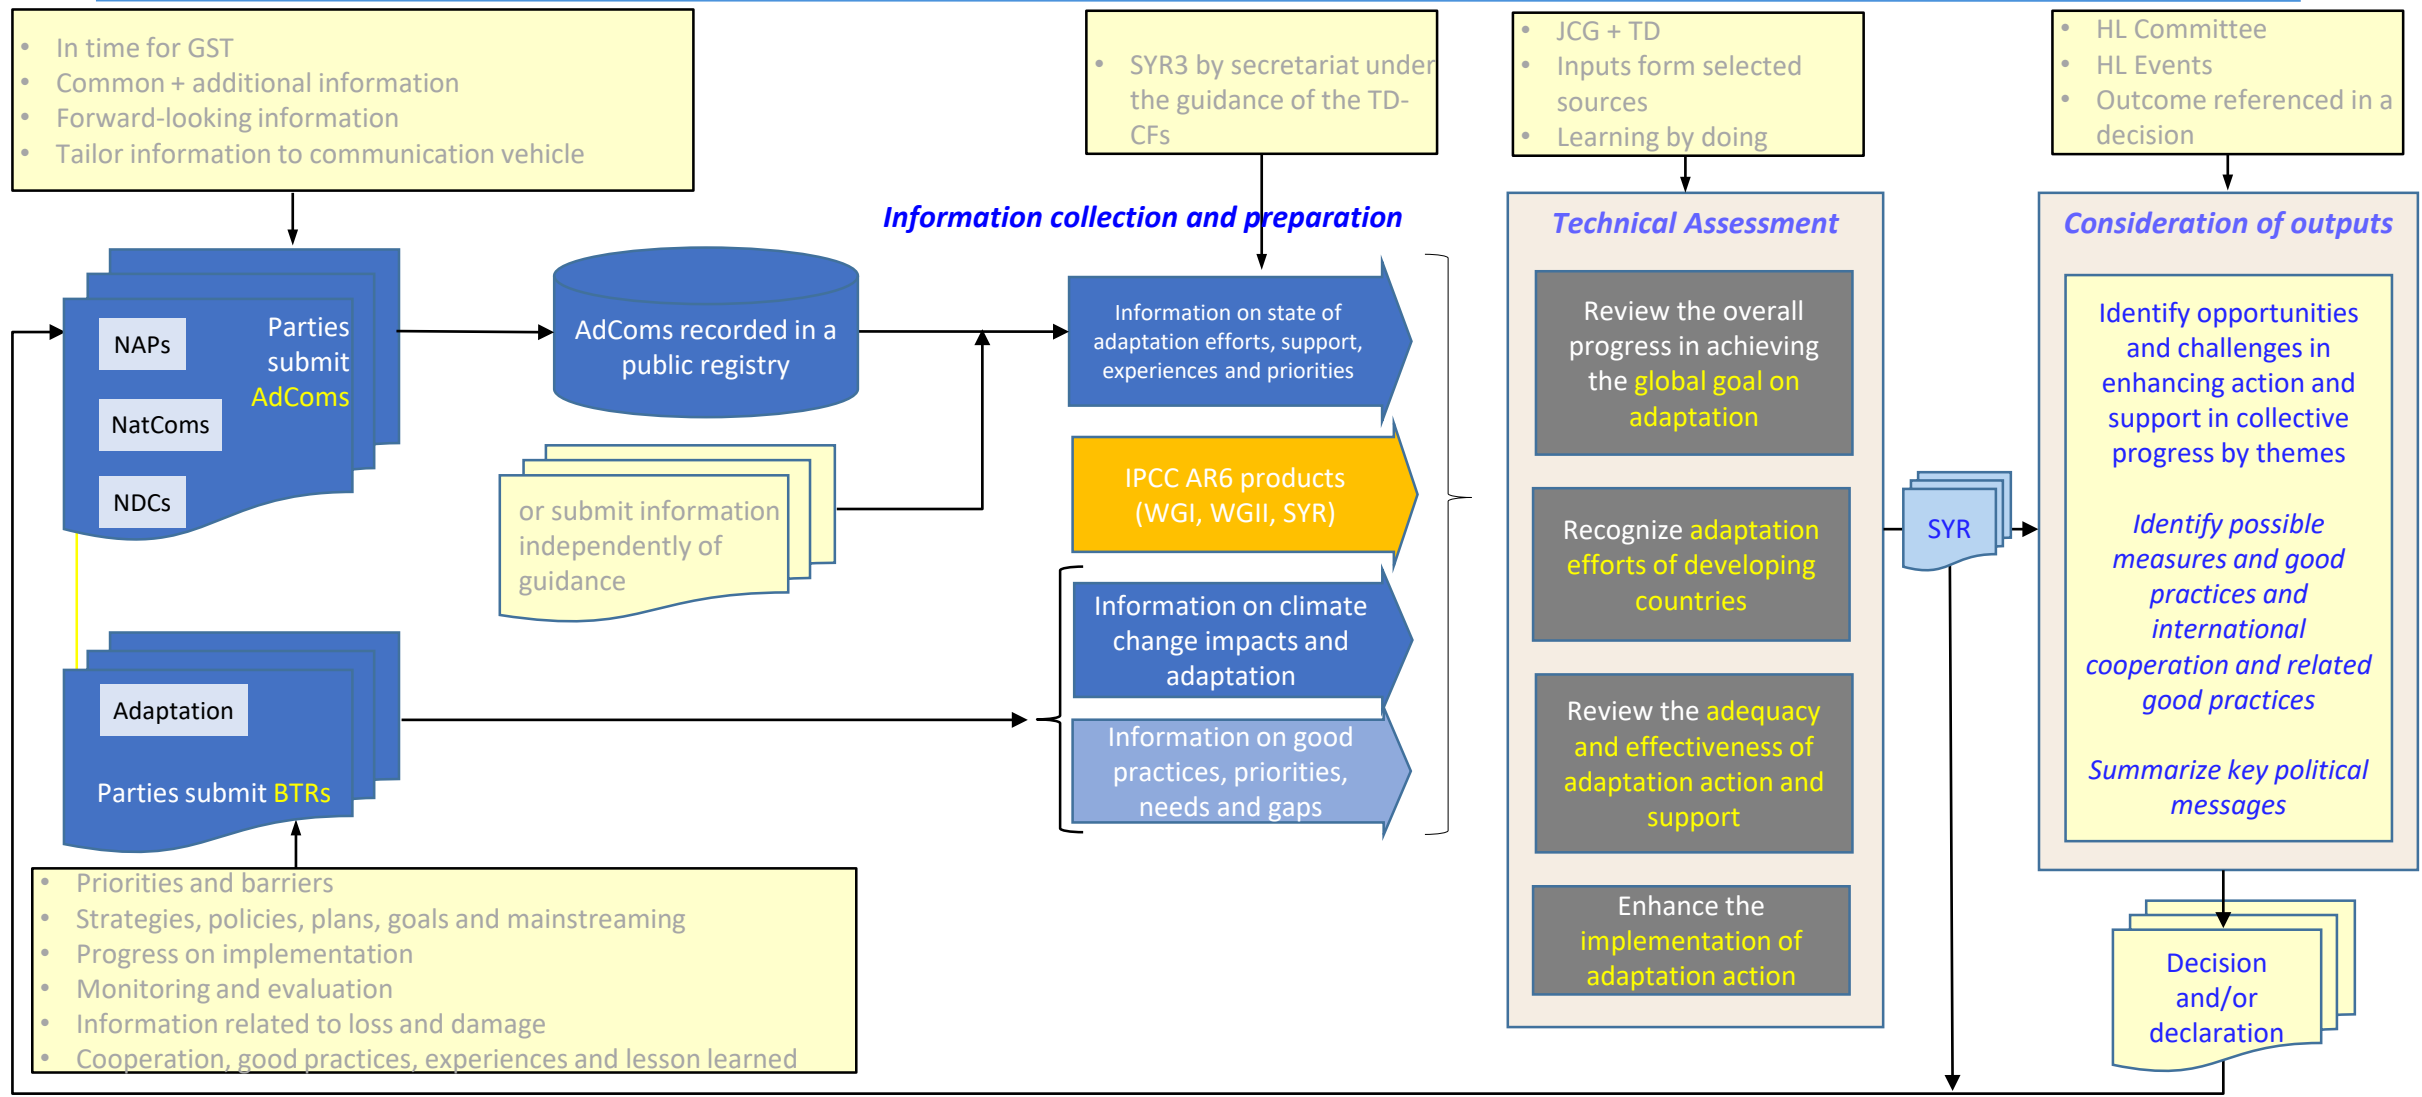 • In time for GST
• Common + additional information
• Forward-looking information
• Tailor information to communication vehicle
• SYR3 by secretariat under
the guidance of the TD-
CFs
• JCG + TD
• Inputs form selected
sources
• Learning by doing
• HL Committee
• HL Events
• Outcome referenced in a
decision
Information collection and preparation
NAPs
NatComs
NDCs
Parties
submit
AdComs
AdComs recorded in a
public registry
or submit information
independently of
guidance
Adaptation
Parties submit BTRs
• Priorities and barriers
• Strategies, policies, plans, goals and mainstreaming
• Progress on implementation
• Monitoring and evaluation
• Information related to loss and damage
• Cooperation, good practices, experiences and lesson learned
Information on state of
adaptation efforts, support,
experiences and priorities
IPCC AR6 products
(WGI, WGII, SYR)
Information on climate
change impacts and
adaptation
Information on good
practices, priorities,
needs and gaps
Technical Assessment
Review the overall
progress in achieving
the global goal on
adaptation
Recognize adaptation
efforts of developing
countries
Review the adequacy
and effectiveness of
adaptation action and
support
Enhance the
implementation of
adaptation action
SYR
Consideration of outputs
Identify opportunities
and challenges in
enhancing action and
support in collective
progress by themes
Identify possible
measures and good
practices and
international
cooperation and related
good practices
Summarize key political
messages
Decision
and/or
declaration